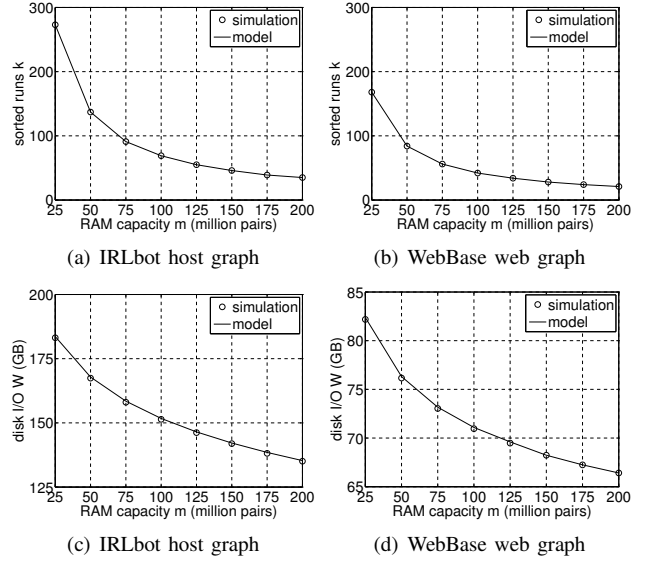 300
200
100
0
sorted runs k
simulation
model
25 50 75 100 125 150 175 200
RAM capacity m (million pairs)
(a) IRLbot host graph
300
200
100
0
sorted runs k
simulation
model
25 50 75 100 125 150 175 200
RAM capacity m (million pairs)
(b) WebBase web graph
200
175
150
125
disk I/O W (GB)
simulation
model
25 50 75 100 125 150 175 200
RAM capacity m (million pairs)
(c) IRLbot host graph
85
80
75
70
65
disk I/O W (GB)
simulation
model
25 50 75 100 125 150 175 200
RAM capacity m (million pairs)
(d) WebBase web graph